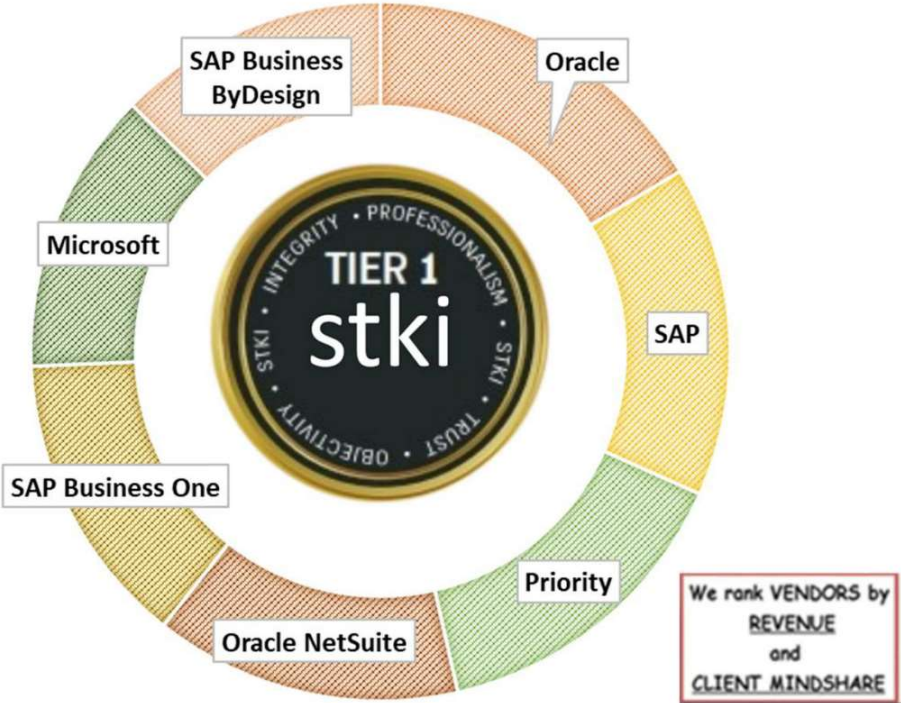 SAP Business
ByDesign
Oracle
Microsoft
SAP
SAP Business One
Priority
Oracle NetSuite
INTEGRITY • PROFESSIONALISM • STKI • TRUST • OBJECTIVITY • STKI •
TIER 1
stki
We rank VENDORS by
REVENUE
and
CLIENT MINDSHARE